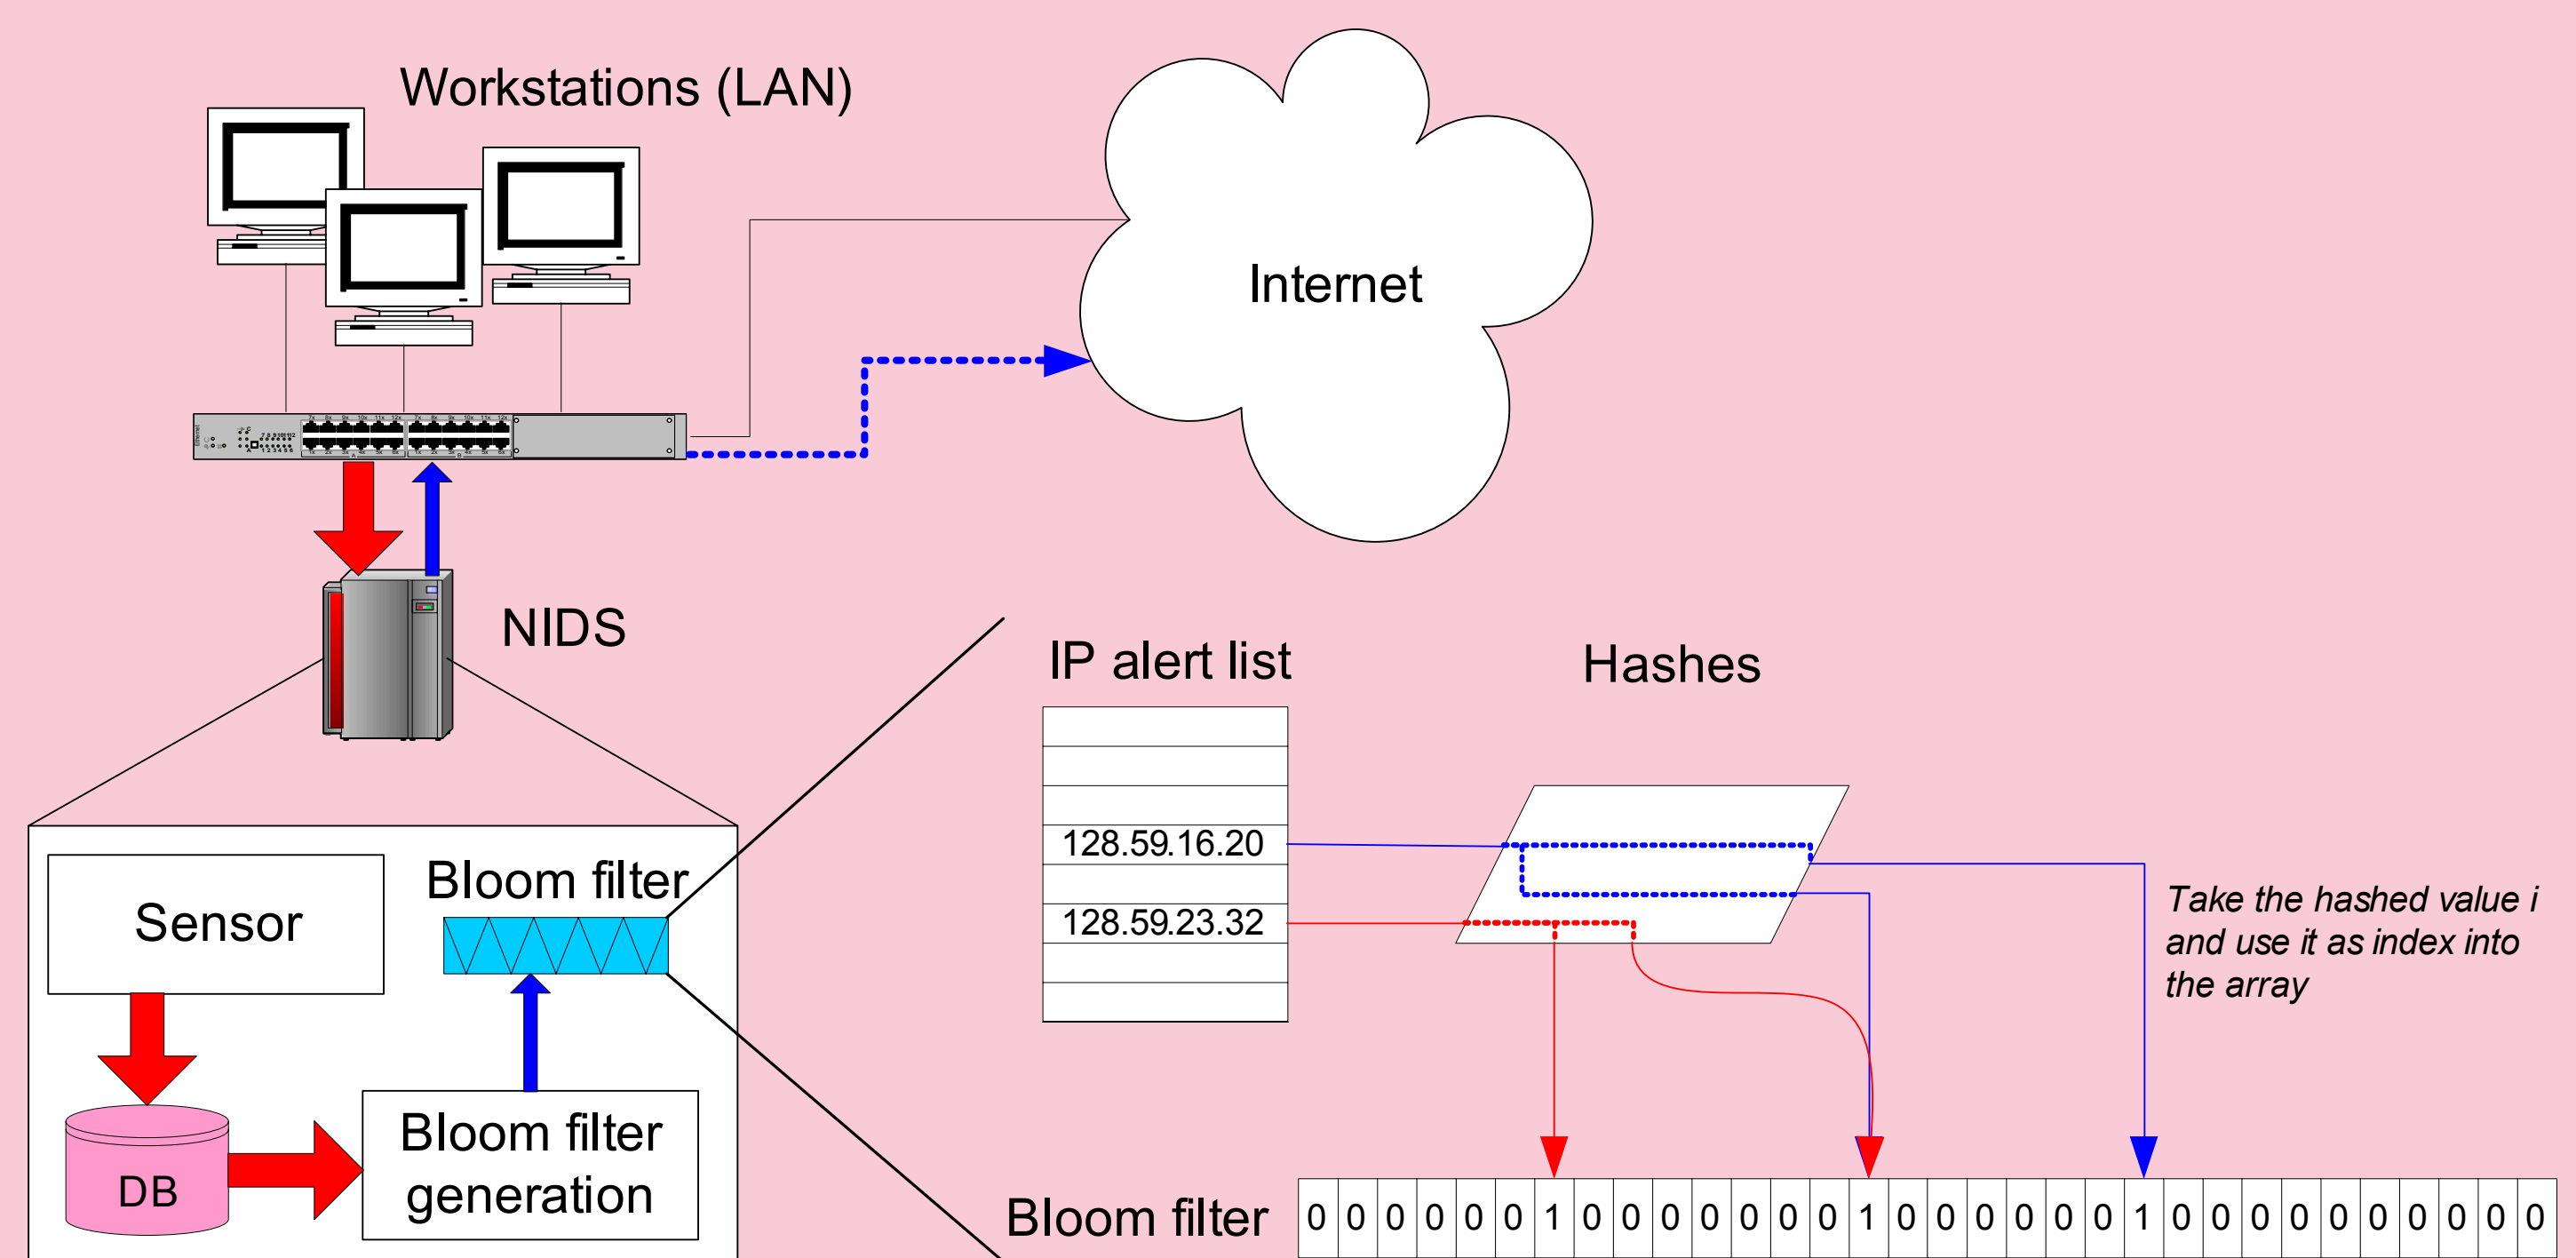 Workstations (LAN)
Internet
NIDS
IP alert list
Hashes
128.59.16.20
128.59.23.32
Take the hashed value i
and use it as index into
the array
Sensor
Bloom filter
DB
Bloom filter
generation
Bloom filter
0 0 0 0 0 0 1 0 0 0 0 0 0 0 1 0 0 0 0 0 0 1 0 0 0 0 0 0 0 0 0 0